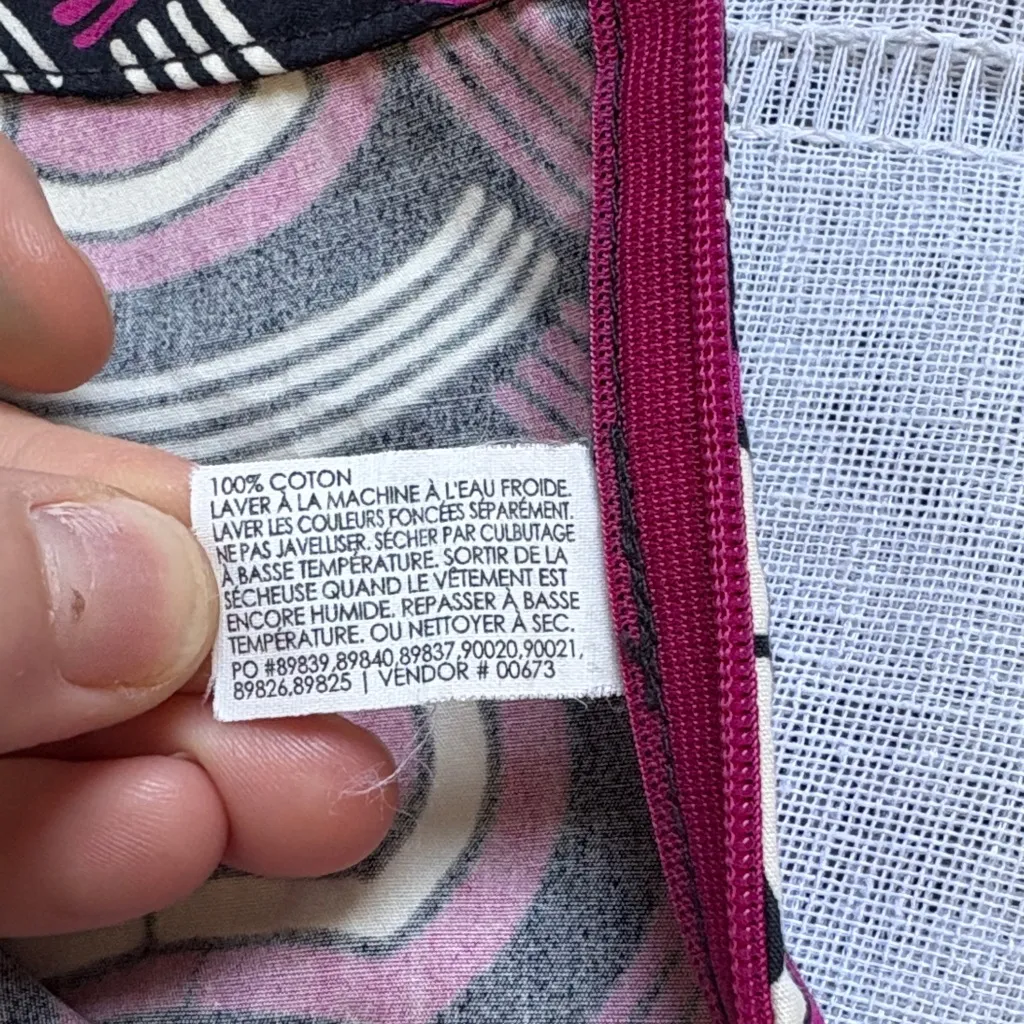 100% COTON
LAVER À LA MACHINE À L'EAU FROIDE.
LAVER LES COULEURS FONCÉES SÉPARÉMENT.
NE PAS JAVELLISER. SÉCHER PAR CULBUTAGE
À BASSE TEMPÉRATURE. SORTIR DE LA
SÉCHEUSE QUAND LE VÊTEMENT EST
ENCORE HUMIDE. REPASSER À BASSE
TEMPÉRATURE. OU NETTOYER À SEC.
PO #89839,89840,89837,90020,90021,
89826,89825 | VENDOR # 00673